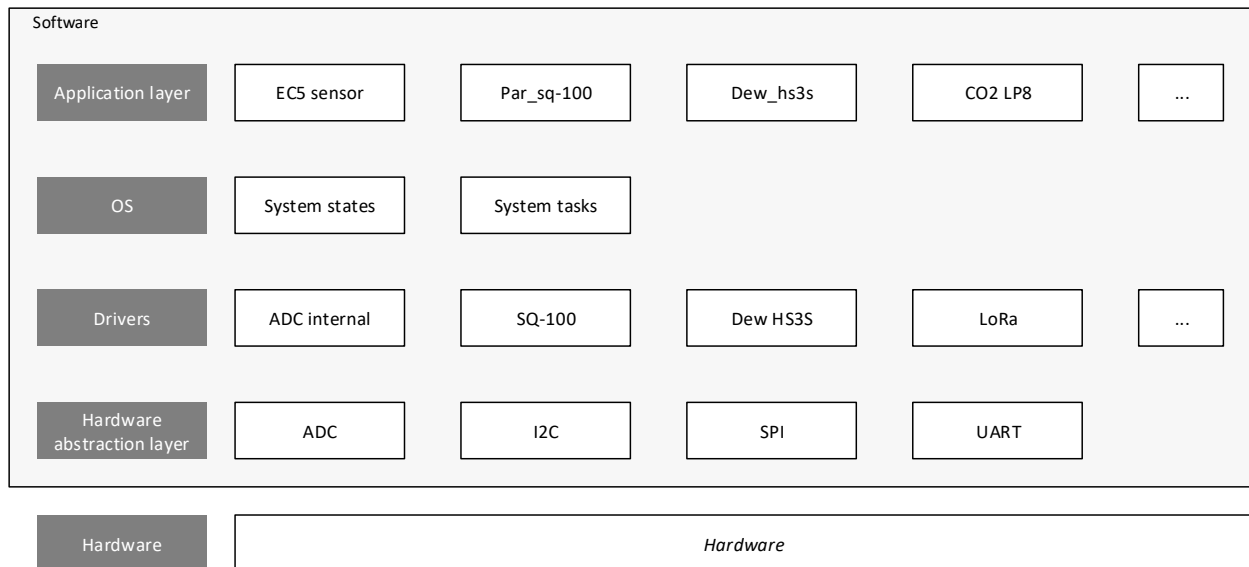 Software
Application layer
EC5 sensor
Par_sq-100
Dew_hs3s
CO2 LP8
...
OS
System states
System tasks
Drivers
ADC internal
SQ-100
Dew HS3S
LoRa
...
Hardware
abstraction layer
ADC
I2C
SPI
UART
Hardware
Hardware